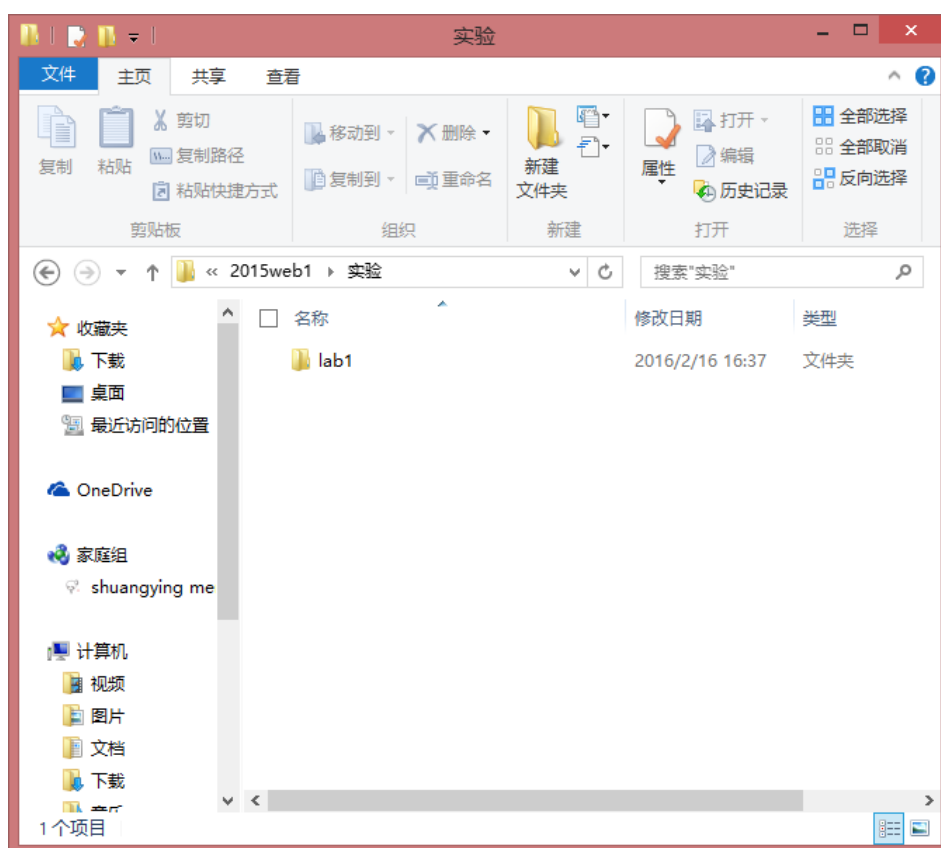 实验
文件 主页 共享 查看
复制
粘贴
剪切
复制路径
粘贴快捷方式
剪贴板
移动到
复制到
删除
重命名
组织
新建
文件夹
新建
属性
打开
编辑
历史记录
打开
全部选择
全部取消
反向选择
选择
« 2015web1 实验
搜索"实验"
收藏夹
下载
桌面
最近访问的位置
OneDrive
家庭组
shuangying me
计算机
视频
图片
文档
下载
名称 修改日期 类型
lab1 2016/2/16 16:37 文件夹
1 个项目